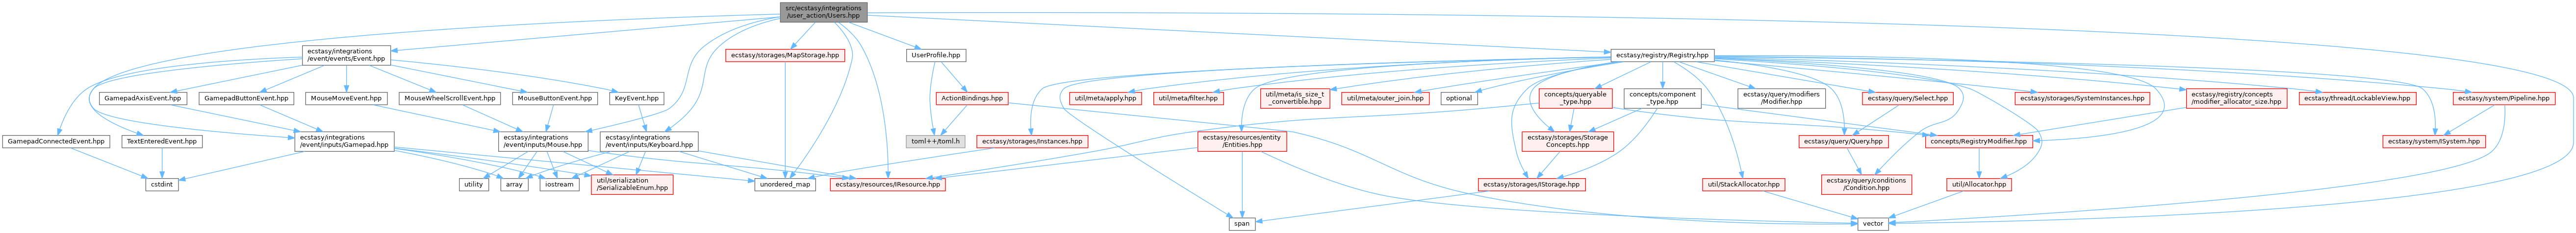 src/ecstasy/integrations
/user_action/Users.hpp
ecstasy/integrations
/event/events/Event.hpp
ecstasy/storages/MapStorage.hpp
UserProfile.hpp
ecstasy/registry/Registry.hpp
GamepadAxisEvent.hpp
GamepadButtonEvent.hpp
MouseMoveEvent.hpp
MouseWheelScrollEvent.hpp
MouseButtonEvent.hpp
KeyEvent.hpp
ActionBindings.hpp
util/meta/apply.hpp
util/meta/filter.hpp
util/meta/is_size_t
_convertible.hpp
util/meta/outer_join.hpp
optional
concepts/queryable
_type.hpp
concepts/component
_type.hpp
ecstasy/query/modifiers
/Modifier.hpp
ecstasy/query/Select.hpp
ecstasy/storages/SystemInstances.hpp
ecstasy/registry/concepts
/modifier_allocator_size.hpp
ecstasy/thread/LockableView.hpp
ecstasy/system/Pipeline.hpp
GamepadConnectedEvent.hpp
TextEnteredEvent.hpp
ecstasy/integrations
/event/inputs/Gamepad.hpp
ecstasy/integrations
/event/inputs/Mouse.hpp
ecstasy/integrations
/event/inputs/Keyboard.hpp
toml++/toml.h
ecstasy/storages/Instances.hpp
ecstasy/resources/entity
/Entities.hpp
ecstasy/storages/Storage
Concepts.hpp
ecstasy/query/Query.hpp
concepts/RegistryModifier.hpp
ecstasy/system/ISystem.hpp
cstdint
utility
array
iostream
util/serialization
/SerializableEnum.hpp
unordered_map
ecstasy/resources/IResource.hpp
ecstasy/storages/IStorage.hpp
util/StackAllocator.hpp
ecstasy/query/conditions
/Condition.hpp
util/Allocator.hpp
span
vector